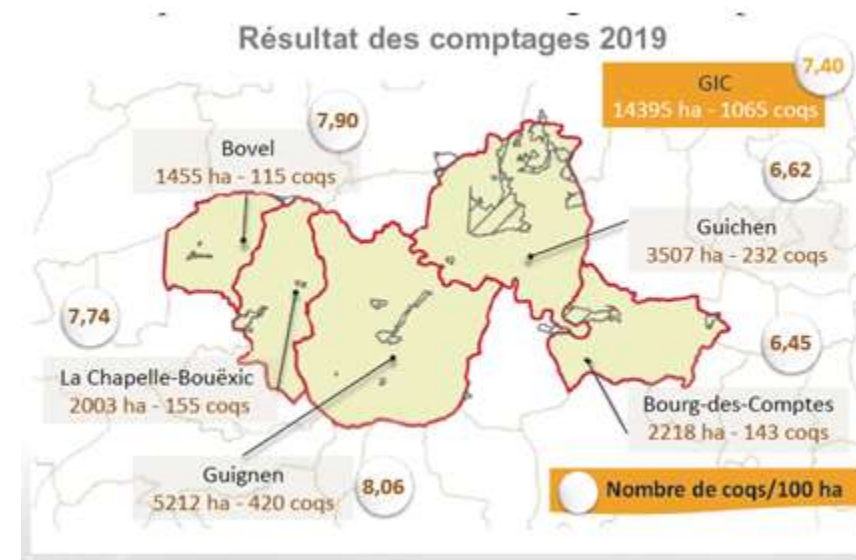 Résultat des comptages 2019
7,40
GIC
14395 ha - 1065 coqs
7,90
Bovel
1455 ha - 115 coqs
6,62
Guichen
3507 ha - 232 coqs
7,74
La Chapelle-Bouëxic
2003 ha - 155 coqs
6,45
Bourg-des-Comptes
2218 ha - 143 coqs
Guignen
5212 ha - 420 coqs
8,06
Nombre de coqs/100 ha